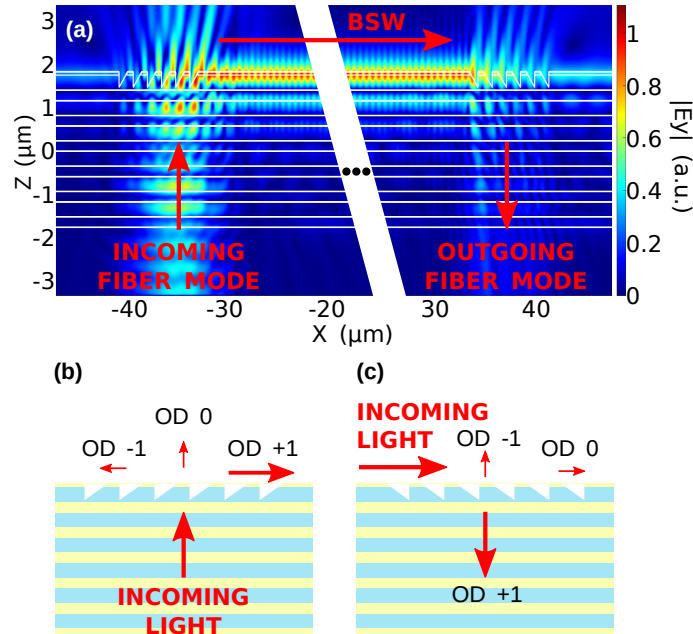 (a)
BSW
3
2
1
0
-1
-2
-3
Z (μm)
INCOMING
FIBER MODE
OUTGOING
FIBER MODE
-40
-30
-20
30
40
X (μm)
1
0.8
0.6
0.4
0.2
0
|Ey| (a.u.)
(b)
OD 0
OD -1
OD +1
INCOMING
LIGHT
(c)
INCOMING
LIGHT
OD -1
OD 0
OD +1